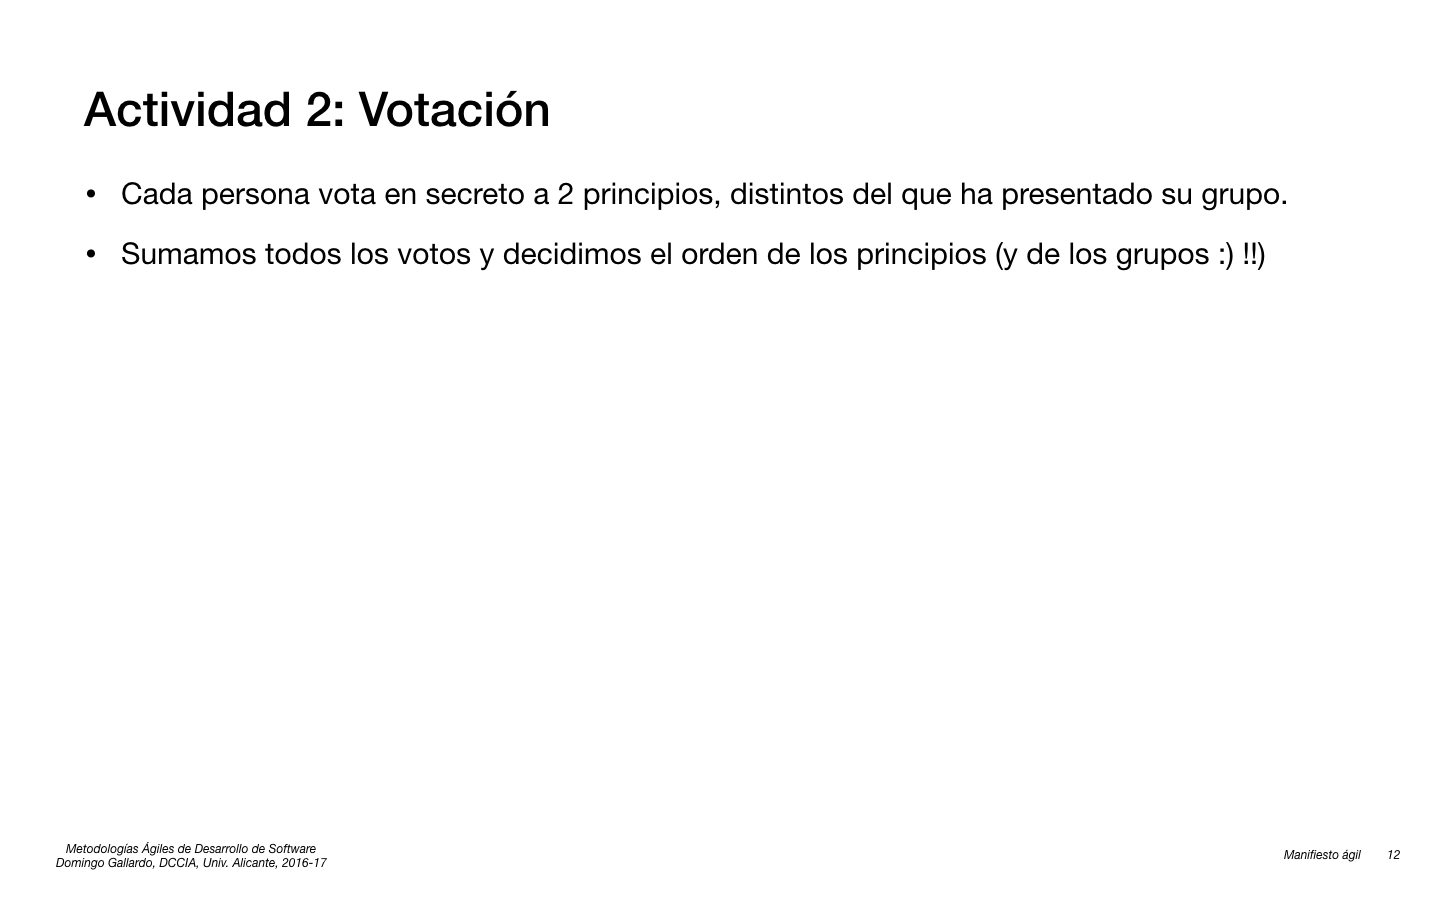 Actividad 2: Votación
• Cada persona vota en secreto a 2 principios, distintos del que ha presentado su grupo.
• Sumamos todos los votos y decidimos el orden de los principios (y de los grupos :) !!)
Metodologías Ágiles de Desarrollo de Software
Domingo Gallardo, DCCIA, Univ. Alicante, 2016-17
Manifiesto ágil 12